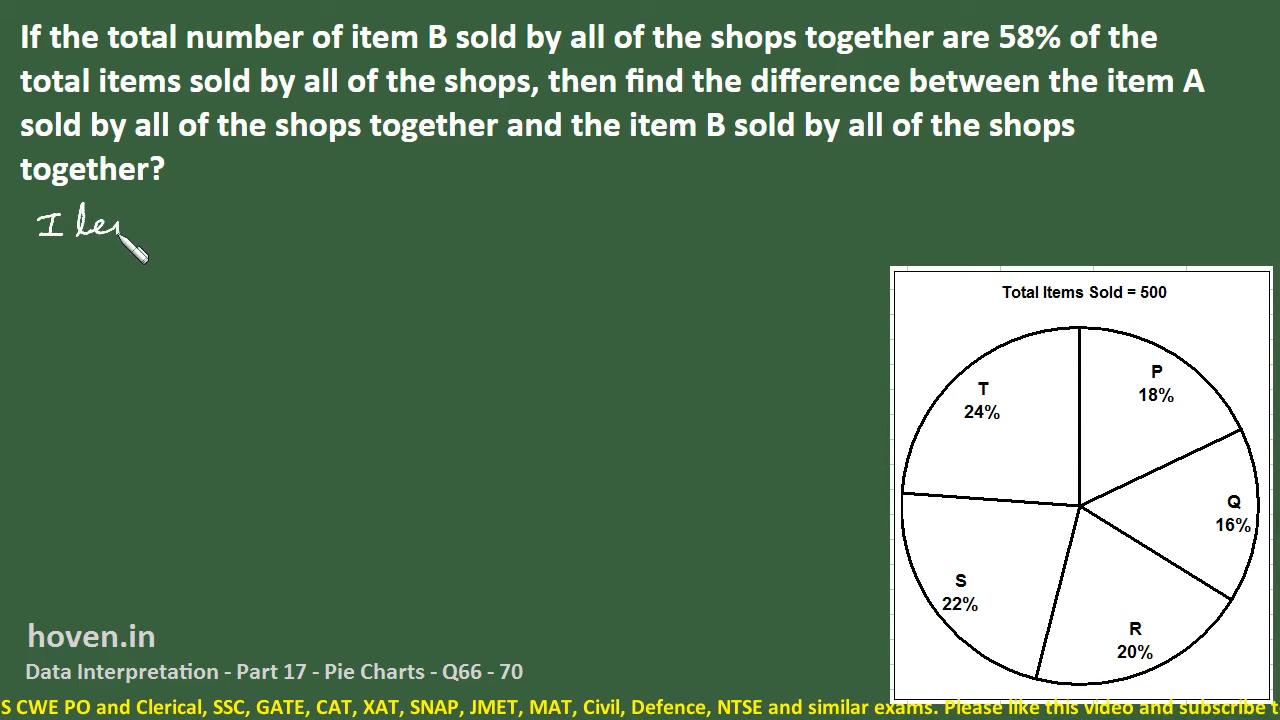 If the total number of item B sold by all of the shops together are 58% of the
total items sold by all of the shops, then find the difference between the item A
sold by all of the shops together and the item B sold by all of the shops
together?
Total Items Sold = 500
P
18%
T
24%
Q
16%
S
22%
R
20%
hoven.in
Data Interpretation - Part 17 - Pie Charts - Q66 - 70
S CWE PO and Clerical, SSC, GATE, CAT, XAT, SNAP, JMET, MAT, Civil, Defence, NTSE and similar exams. Please like this video and subscribe t